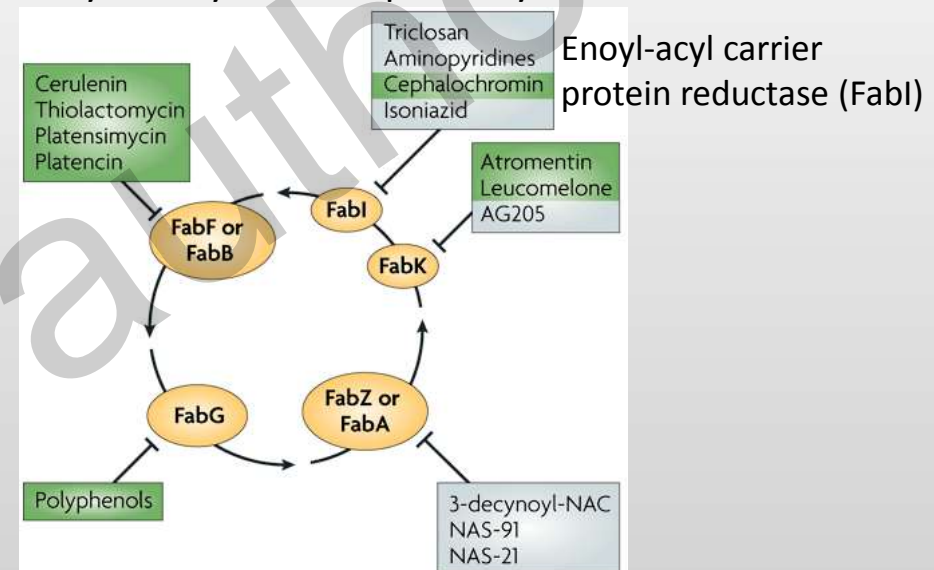 Triclosan
Aminopyridines
Cephalochromin
Isoniazid
Enoyl-acyl carrier
protein reductase (FabI)
Cerulenin
Thiolactomycin
Platensimycin
Platencin
Atromentin
Leucomelone
AG205
FabI
FabF or
FabB
FabK
FabG
FabZ or
FabA
Polyphenols
3-decynoyl-NAC
NAS-91
NAS-21